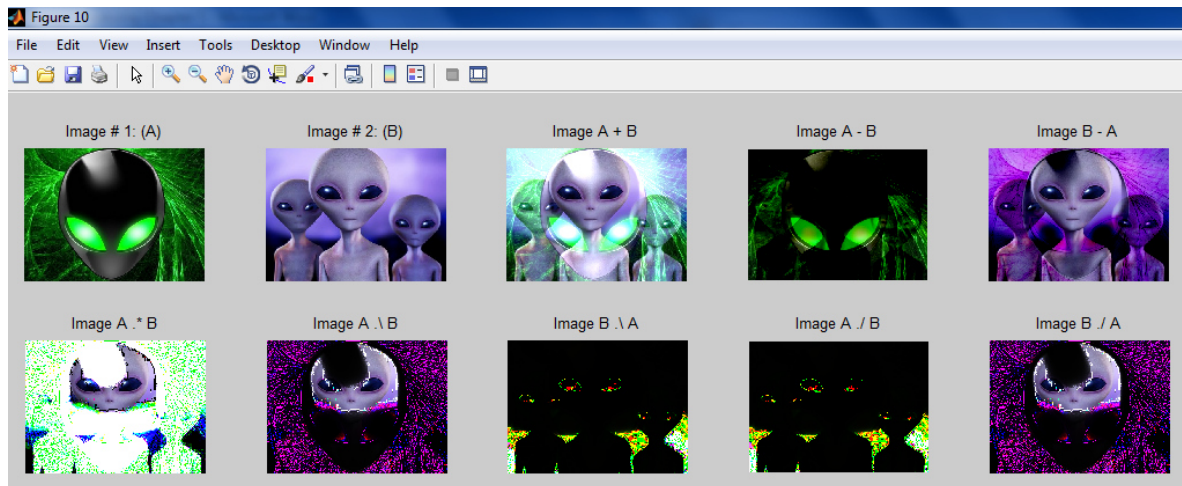 Figure 10
File Edit View Insert Tools Desktop Window Help
Image # 1: (A) Image # 2: (B) Image A + B Image A - B Image B - A
Image A .* B Image A .\ B Image B .\ A Image A ./ B Image B ./ A